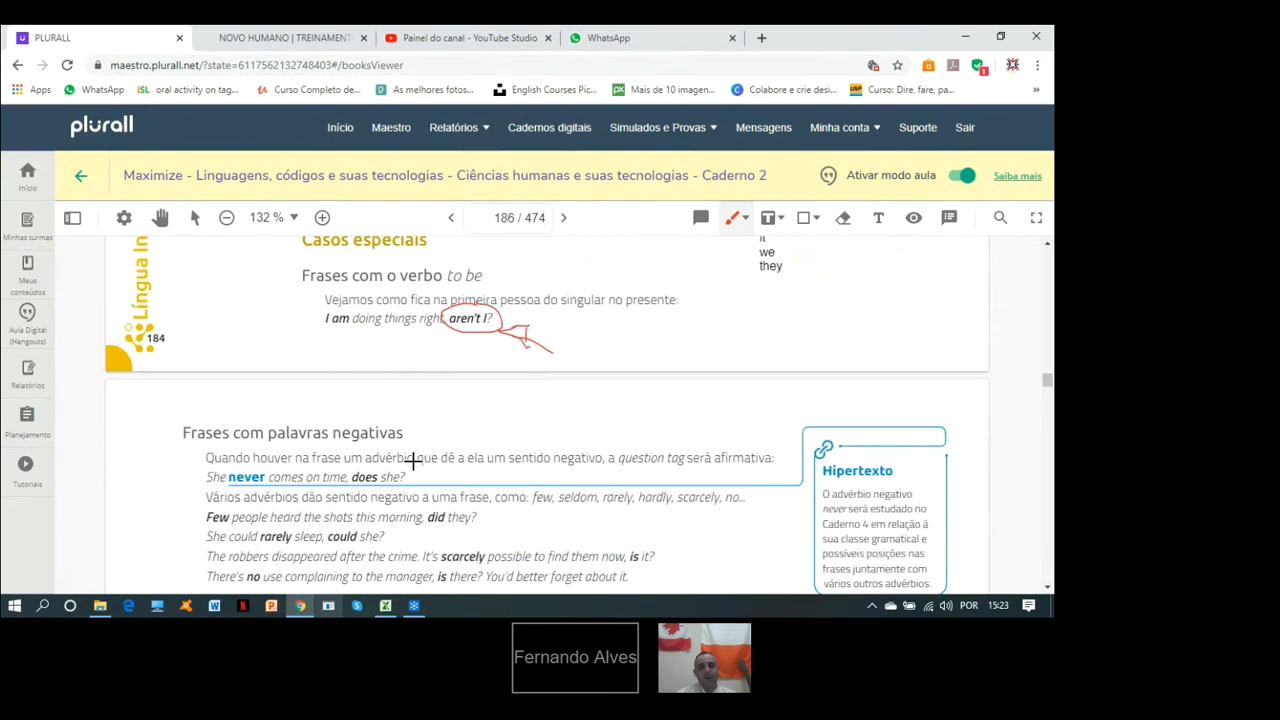 PLURALL
NOVO HUMANO | TREINAMENT
Painel do canal - YouTube Studio
WhatsApp
maestro.plurall.net/?state=6117562132748403#/booksViewer
Apps
WhatsApp
oral activity on tag...
Curso Completo de...
As melhores fotos...
English Courses Pic...
Mais de 10 imagen...
Colabore e crie desi...
Curso: Dire, fare, pa...
plurall
Início
Maestro
Relatórios
Cadernos digitais
Simulados e Provas
Mensagens
Minha conta
Suporte
Sair
Maximize - Linguagens, códigos e suas tecnologias - Ciências humanas e suas tecnologias - Caderno 2
Ativar modo aula
Saiba mais
132 %
186 / 474
Início
Minhas turmas
Meus
conteúdos
Aula Digital
(Hangouts)
Relatórios
Planejamento
Tutoriais
Língua In
184
Casos especiais
it
we
they
Frases com o verbo to be
Vejamos como fica na primeira pessoa do singular no presente:
I am doing things right, aren't I?
Frases com palavras negativas
Quando houver na frase um advérbio que dê a ela um sentido negativo, a question tag será afirmativa:
She never comes on time, does she?
Vários advérbios dão sentido negativo a uma frase, como: few, seldom, rarely, hardly, scarcely, no...
Few people heard the shots this morning, did they?
She could rarely sleep, could she?
The robbers disappeared after the crime. It's scarcely possible to find them now, is it?
There's no use complaining to the manager, is there? You'd better forget about it.
Hipertexto
O advérbio negativo
never será estudado no
Caderno 4 em relação à
sua classe gramatical e
possíveis posições nas
frases juntamente com
vários outros advérbios.
POR
15:23
Fernando Alves